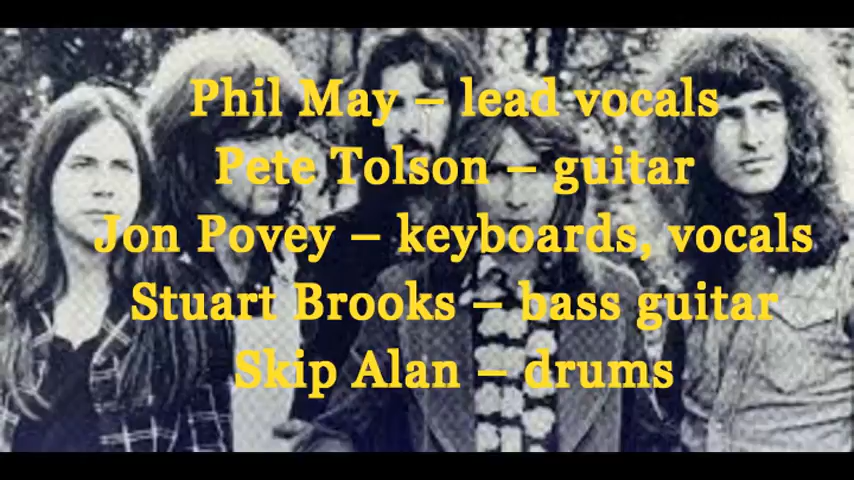 Phil May – lead vocals
Pete Tolson – guitar
Jon Povey – keyboards, vocals
Stuart Brooks – bass guitar
Skip Alan – drums